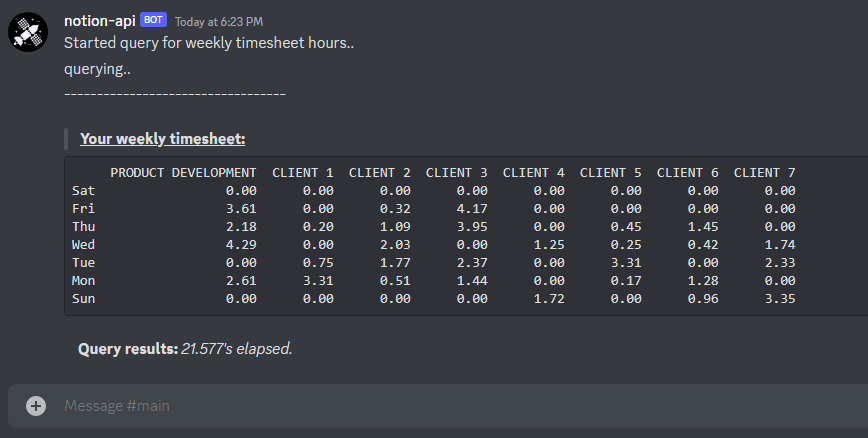 notion-api BOT Today at 6:23 PM
Started query for weekly timesheet hours..
querying..
----------------------------------
Your weekly timesheet:
PRODUCT DEVELOPMENT CLIENT 1 CLIENT 2 CLIENT 3 CLIENT 4 CLIENT 5 CLIENT 6 CLIENT 7
Sat 0.00 0.00 0.00 0.00 0.00 0.00 0.00 0.00
Fri 3.61 0.00 0.32 4.17 0.00 0.00 0.00 0.00
Thu 2.18 0.20 1.09 3.95 0.00 0.45 1.45 0.00
Wed 4.29 0.00 2.03 0.00 1.25 0.25 0.42 1.74
Tue 0.00 0.75 1.77 2.37 0.00 3.31 0.00 2.33
Mon 2.61 3.31 0.51 1.44 0.00 0.17 1.28 0.00
Sun 0.00 0.00 0.00 0.00 1.72 0.00 0.96 3.35
Query results: 21.577's elapsed.
Message #main